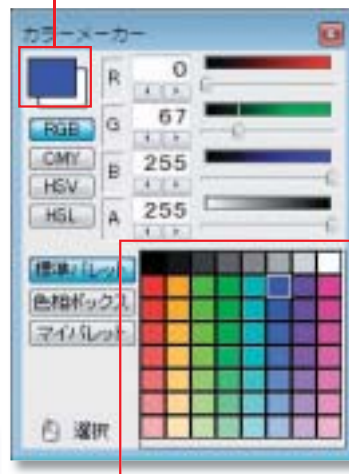 カラーメーカー
R 0
RGB G 67
CMY B 255
HSV
HSL A 255
標準パレット
色相ボックス
マイパレット
選択